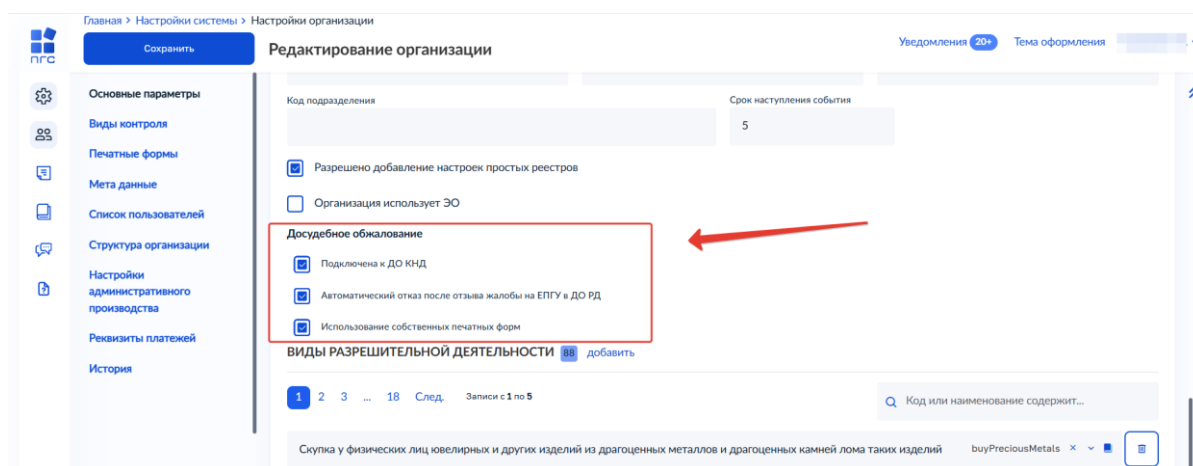 Главная > Настройки системы > Настройки организации
пгс
Сохранить
Редактирование организации
Уведомления 20+
Тема оформления
Основные параметры
Виды контроля
Печатные формы
Мета данные
Список пользователей
Структура организации
Настройки
административного
производства
Реквизиты платежей
История
Код подразделения
Срок наступления события
5
Разрешено добавление настроек простых реестров
Организация использует ЭО
Досудебное обжалование
Подключена к ДО КНД
Автоматический отказ после отзыва жалобы на ЕПГУ в ДО РД
Использование собственных печатных форм
ВИДЫ РАЗРЕШИТЕЛЬНОЙ ДЕЯТЕЛЬНОСТИ 88 добавить
1 2 3 ... 18 След. Записи с 1 по 5
Код или наименование содержит...
Скупка у физических лиц ювелирных и других изделий из драгоценных металлов и драгоценных камней лома таких изделий
buyPreciousMetals